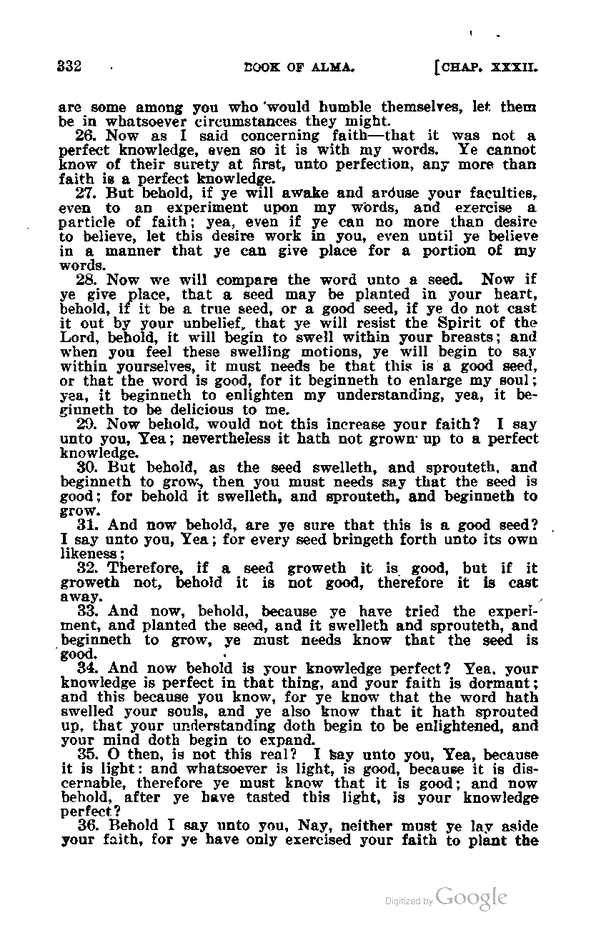 332 BOOK OF ALMA. [CHAP. XXXII.
are some among you who would humble themselves, let them
be in whatsoever circumstances they might.
26. Now as I said concerning faith—that it was not a
perfect knowledge, even so it is with my words. Ye cannot
know of their surety at first, unto perfection, any more than
faith is a perfect knowledge.
27. But behold, if ye will awake and arouse your faculties,
even to an experiment upon my words, and exercise a
particle of faith; yea, even if ye can no more than desire
to believe, let this desire work in you, even until ye believe
in a manner that ye can give place for a portion of my
words.
28. Now we will compare the word unto a seed. Now if
ye give place, that a seed may be planted in your heart,
behold, if it be a true seed, or a good seed, if ye do not cast
it out by your unbelief, that ye will resist the Spirit of the
Lord, behold, it will begin to swell within your breasts; and
when you feel these swelling motions, ye will begin to say
within yourselves, it must needs be that this is a good seed,
or that the word is good, for it beginneth to enlarge my soul;
yea, it beginneth to enlighten my understanding, yea, it be-
ginneth to be delicious to me.
29. Now behold, would not this increase your faith? I say
unto you, Yea; nevertheless it hath not grown up to a perfect
knowledge.
30. But behold, as the seed swelleth, and sprouteth, and
beginneth to grow, then you must needs say that the seed is
good; for behold it swelleth, and sprouteth, and beginneth to
grow.
31. And now behold, are ye sure that this is a good seed?
I say unto you, Yea; for every seed bringeth forth unto its own
likeness;
32. Therefore, if a seed groweth it is good, but if it
groweth not, behold it is not good, therefore it is cast
away.
33. And now, behold, because ye have tried the experi-
ment, and planted the seed, and it swelleth and sprouteth, and
beginneth to grow, ye must needs know that the seed is
good.
34. And now behold is your knowledge perfect? Yea, your
knowledge is perfect in that thing, and your faith is dormant;
and this because you know, for ye know that the word hath
swelled your souls, and ye also know that it hath sprouted
up, that your understanding doth begin to be enlightened, and
your mind doth begin to expand.
35. O then, is not this real? I say unto you, Yea, because
it is light: and whatsoever is light, is good, because it is dis-
cernable, therefore ye must know that it is good; and now
behold, after ye have tasted this light, is your knowledge
perfect?
36. Behold I say unto you, Nay, neither must ye lay aside
your faith, for ye have only exercised your faith to plant the
Digitized by Google